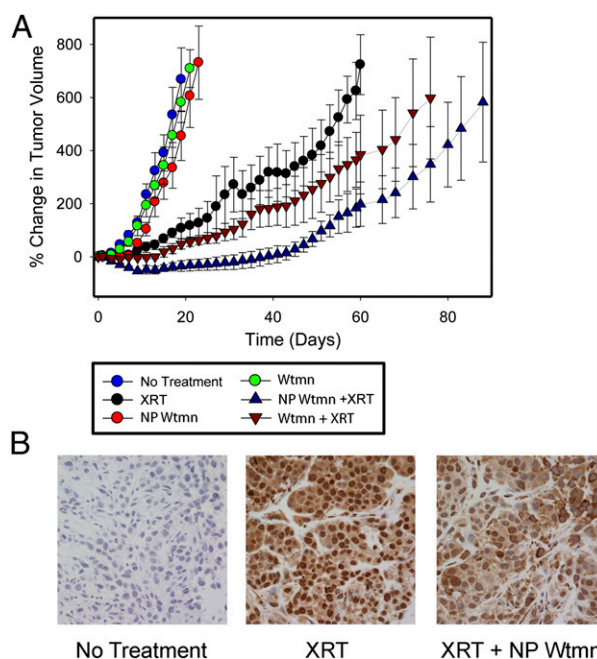 A
% Change in Tumor Volume
800
600
400
200
0
0 20 40 60 80
Time (Days)
No Treatment Wtmn
XRT NP Wtmn +XRT
NP Wtmn Wtmn + XRT
B
No Treatment XRT XRT + NP Wtmn